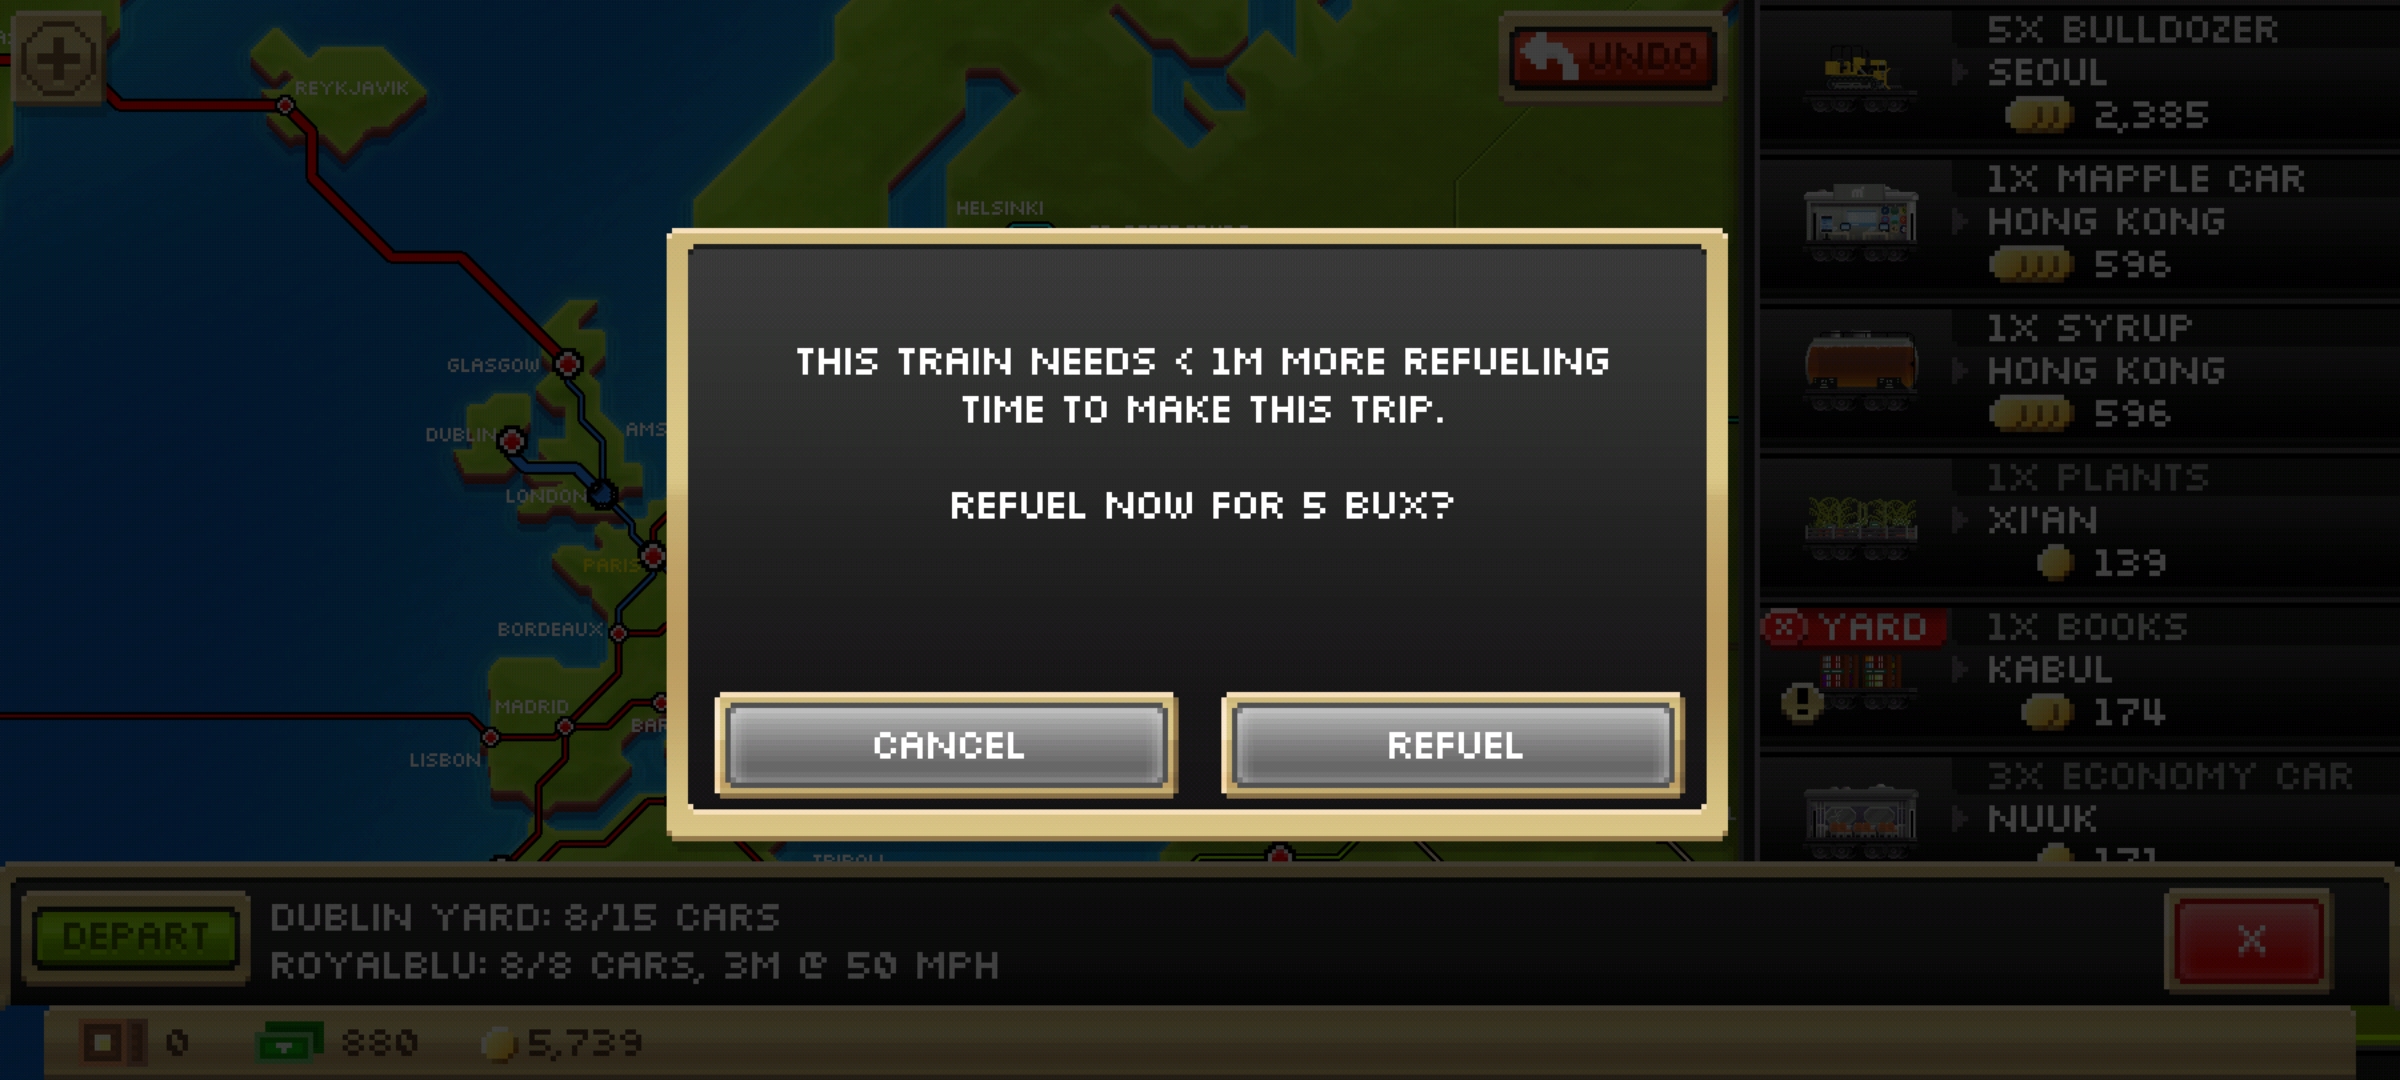 REYKJAVIK
UNDO
HELSINKI
GLASGOW
DUBLIN
AMS
LONDON
PARIS
BORDEAUX
MADRID
BAR
LISBON
THIS TRAIN NEEDS < 1M MORE REFUELING
TIME TO MAKE THIS TRIP.
REFUEL NOW FOR 5 BUX?
CANCEL
REFUEL
5X BULLDOZER
SEOUL
2,385
1X MAPPLE CAR
HONG KONG
596
1X SYRUP
HONG KONG
596
1X PLANTS
XI'AN
139
X YARD
1X BOOKS
KABUL
174
3X ECONOMY CAR
NUUK
171
DEPART
DUBLIN YARD: 8/15 CARS
ROYALBLU: 8/8 CARS, 3M @ 50 MPH
X
0
880
5,739